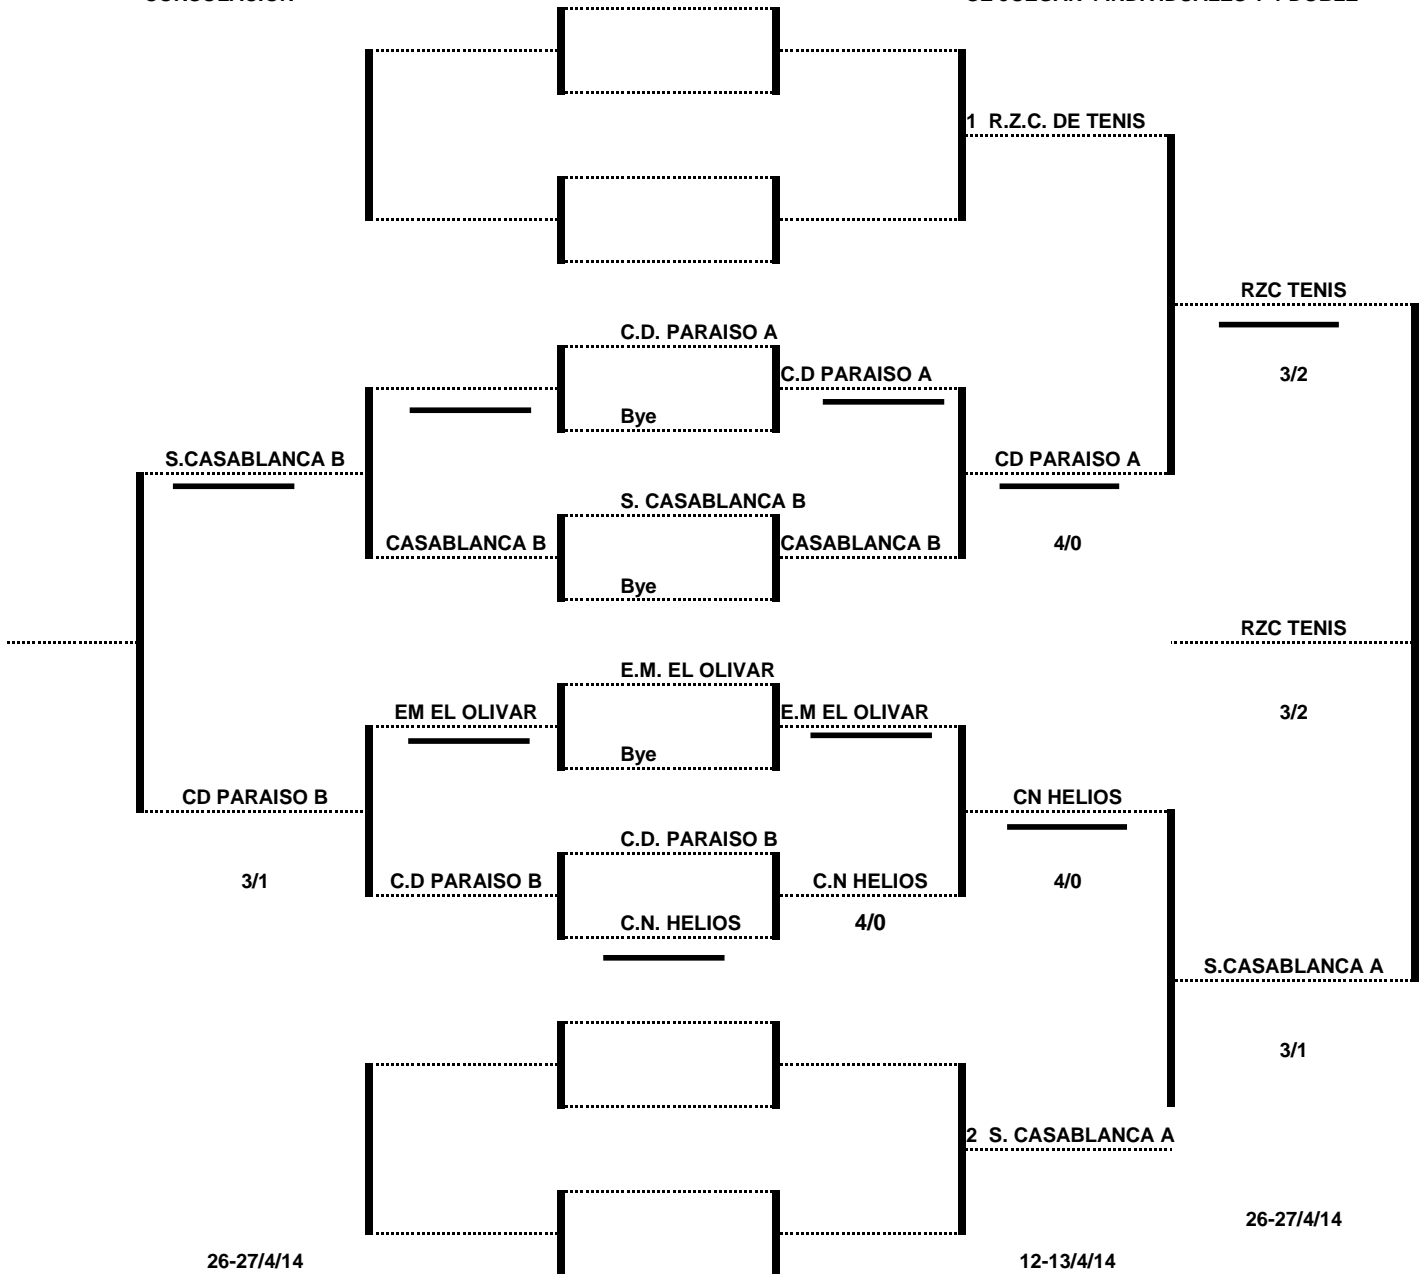 1 R.Z.C. DE TENIS
RZC TENIS
C.D. PARAISO A
C.D PARAISO A
3/2
Bye
S.CASABLANCA B
CD PARAISO A
S. CASABLANCA B
CASABLANCA B
CASABLANCA B
4/0
Bye
RZC TENIS
E.M. EL OLIVAR
EM EL OLIVAR
E.M EL OLIVAR
3/2
Bye
CD PARAISO B
CN HELIOS
C.D. PARAISO B
3/1
C.D PARAISO B
C.N HELIOS
4/0
C.N. HELIOS
4/0
S.CASABLANCA A
3/1
2 S. CASABLANCA A
26-27/4/14
26-27/4/14
12-13/4/14